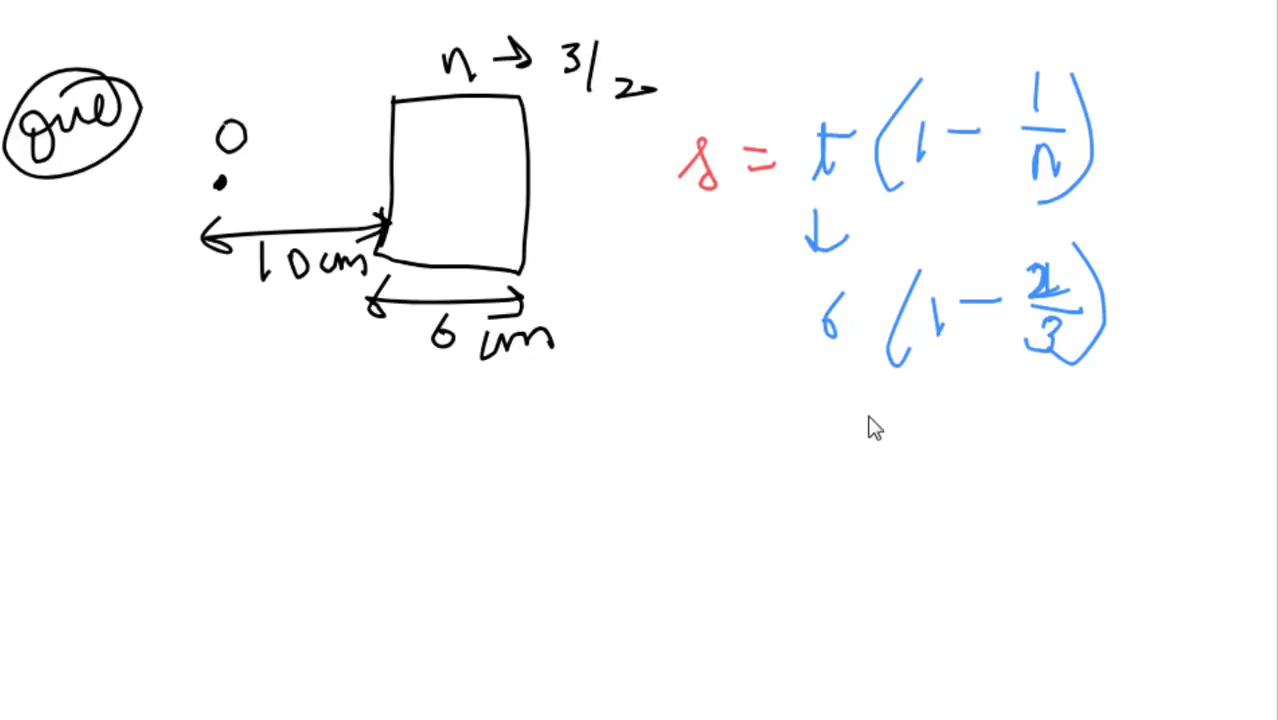 Que
n → 3/2
O
10 cm
6 cm
s = t (1 - 1/n)
6 (1 - 2/3)